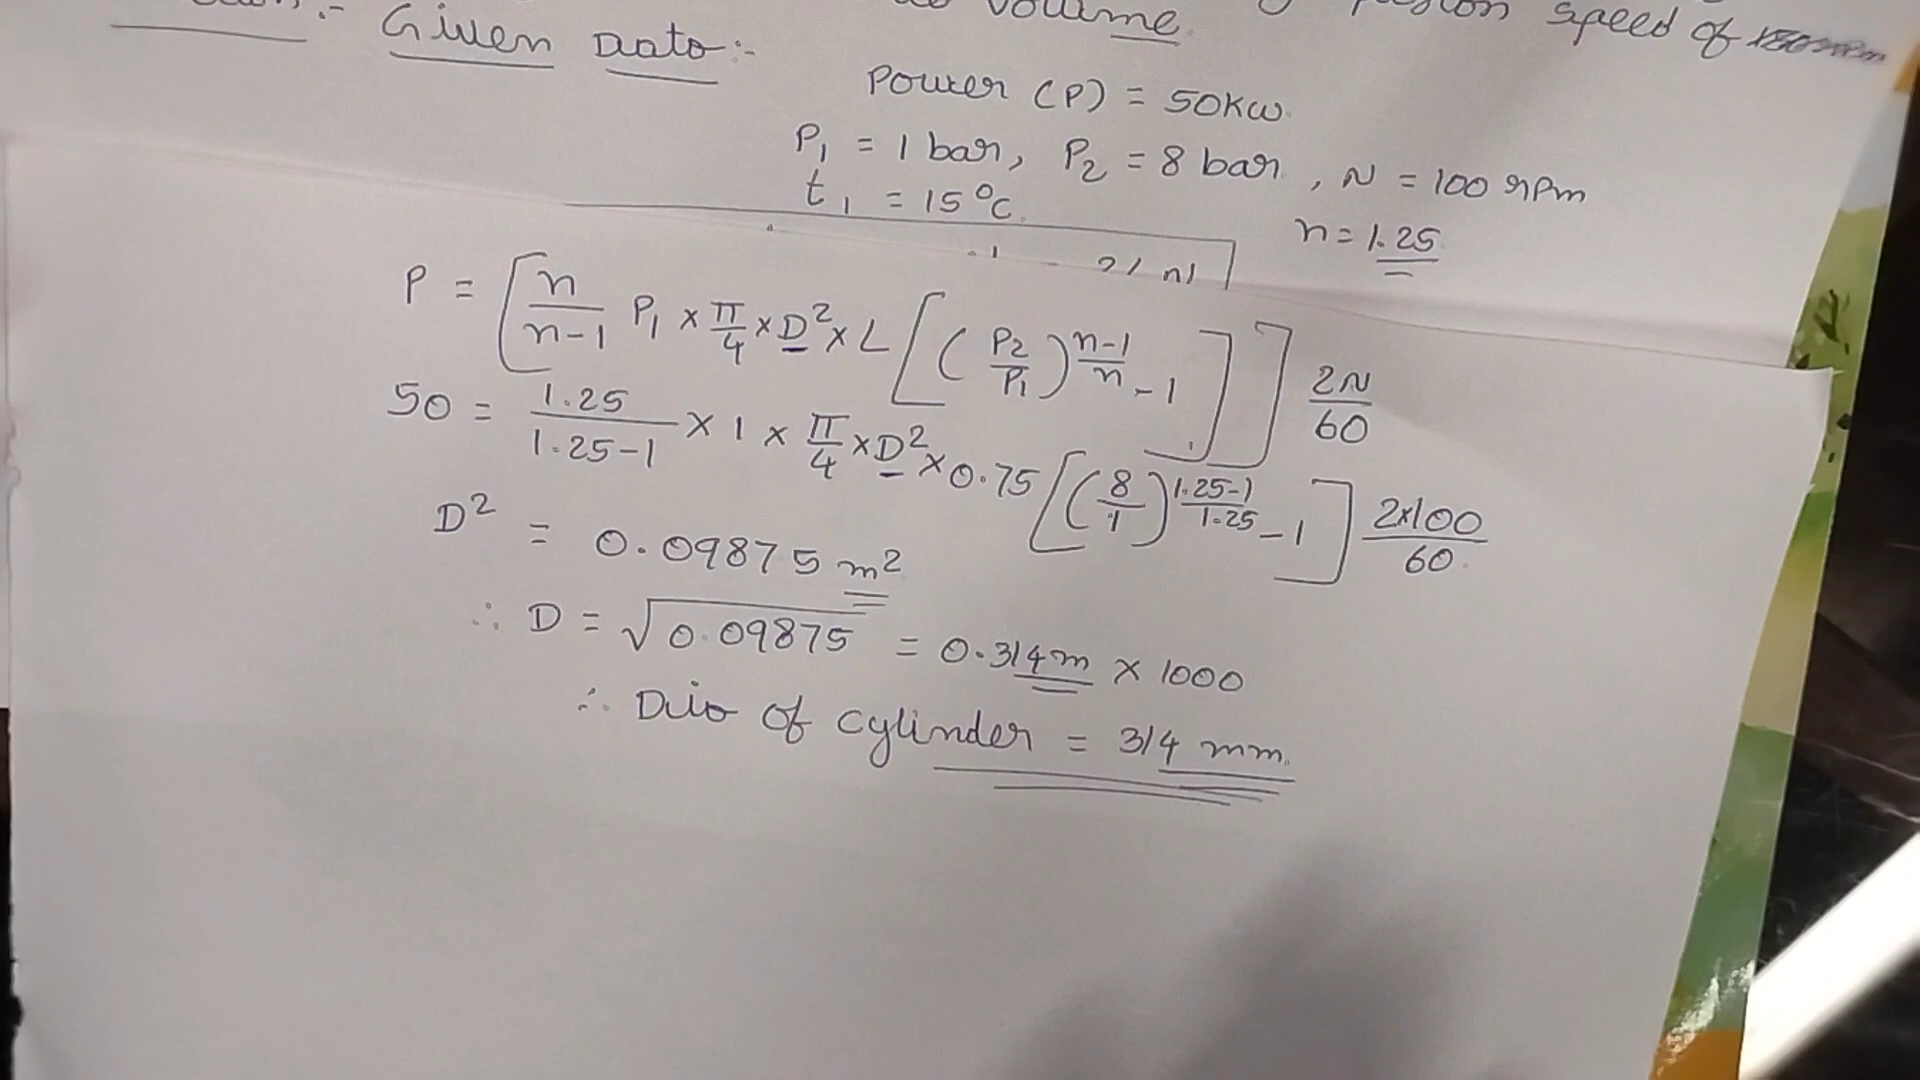 volume. piston speed of
:- Given Data:-
Power (P) = 50KW.
P₁ = 1 bar, P₂ = 8 bar, N = 100 rpm
t₁ = 15°C.
n = 1.25
P = [n/(n-1) P₁ × π/4 × D² × L [(P₂/P₁)^((n-1)/n) - 1]] 2N/60
50 = 1.25/(1.25-1) × 1 × π/4 × D² × 0.75 [(8/1)^((1.25-1)/1.25) - 1] 2×100/60
D² = 0.09875 m²
∴ D = √0.09875 = 0.314m × 1000
∴ Dia of cylinder = 314 mm.